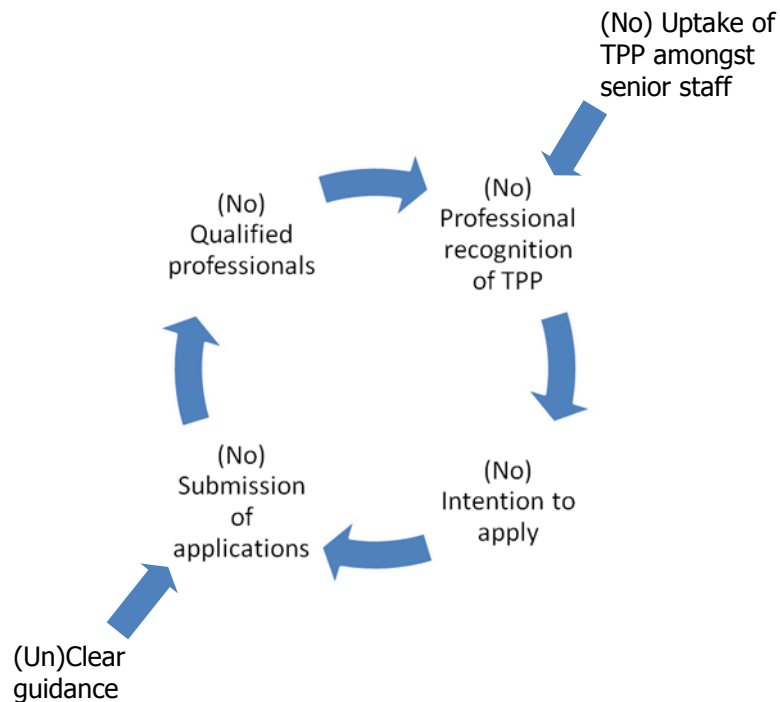 (No) Uptake of
TPP amongst
senior staff
(No)
Professional
recognition
of TPP
(No)
Qualified
professionals
(No)
Intention to
apply
(No)
Submission
of
applications
(Un)Clear
guidance